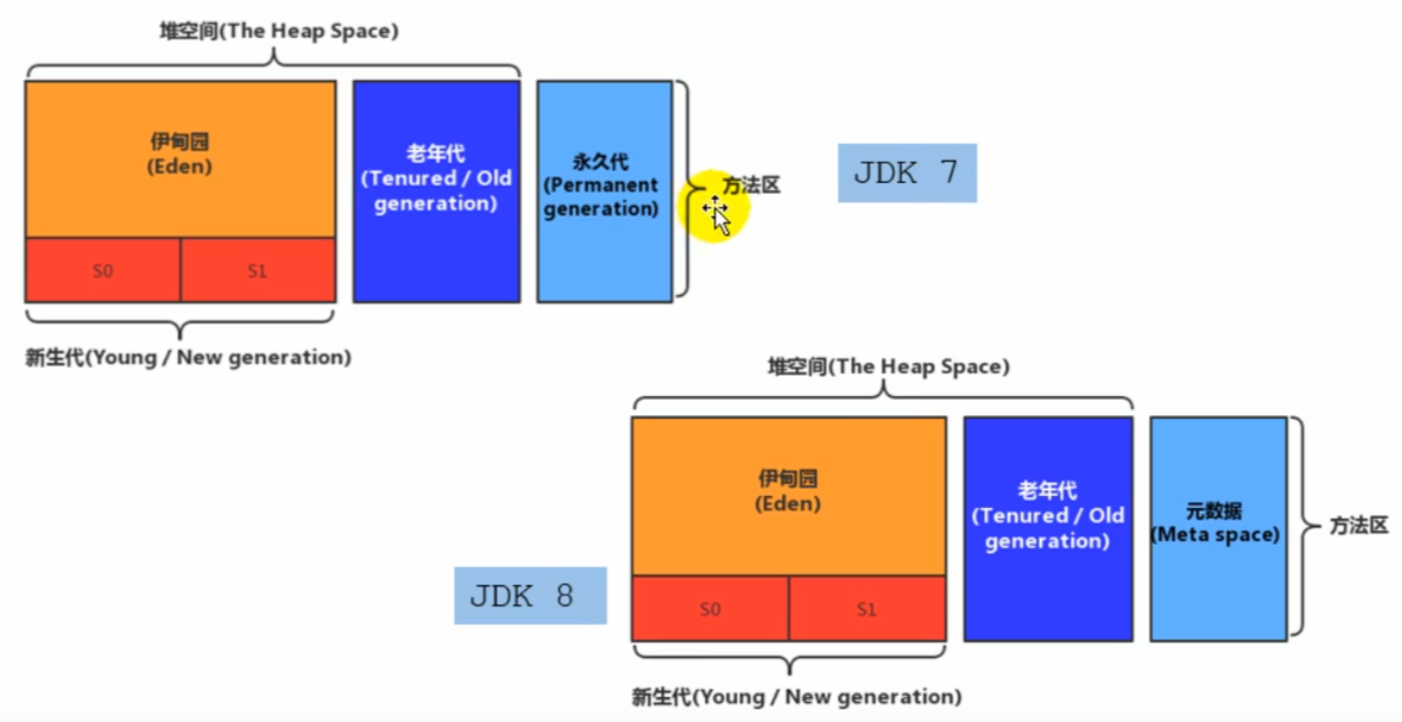 堆空间(The Heap Space)
伊甸园
(Eden)
老年代
(Tenured / Old
generation)
永久代
(Permanent
generation)
方法区
JDK 7
S0
S1
新生代(Young / New generation)
堆空间(The Heap Space)
伊甸园
(Eden)
老年代
(Tenured / Old
generation)
元数据
(Meta space)
方法区
JDK 8
S0
S1
新生代(Young / New generation)